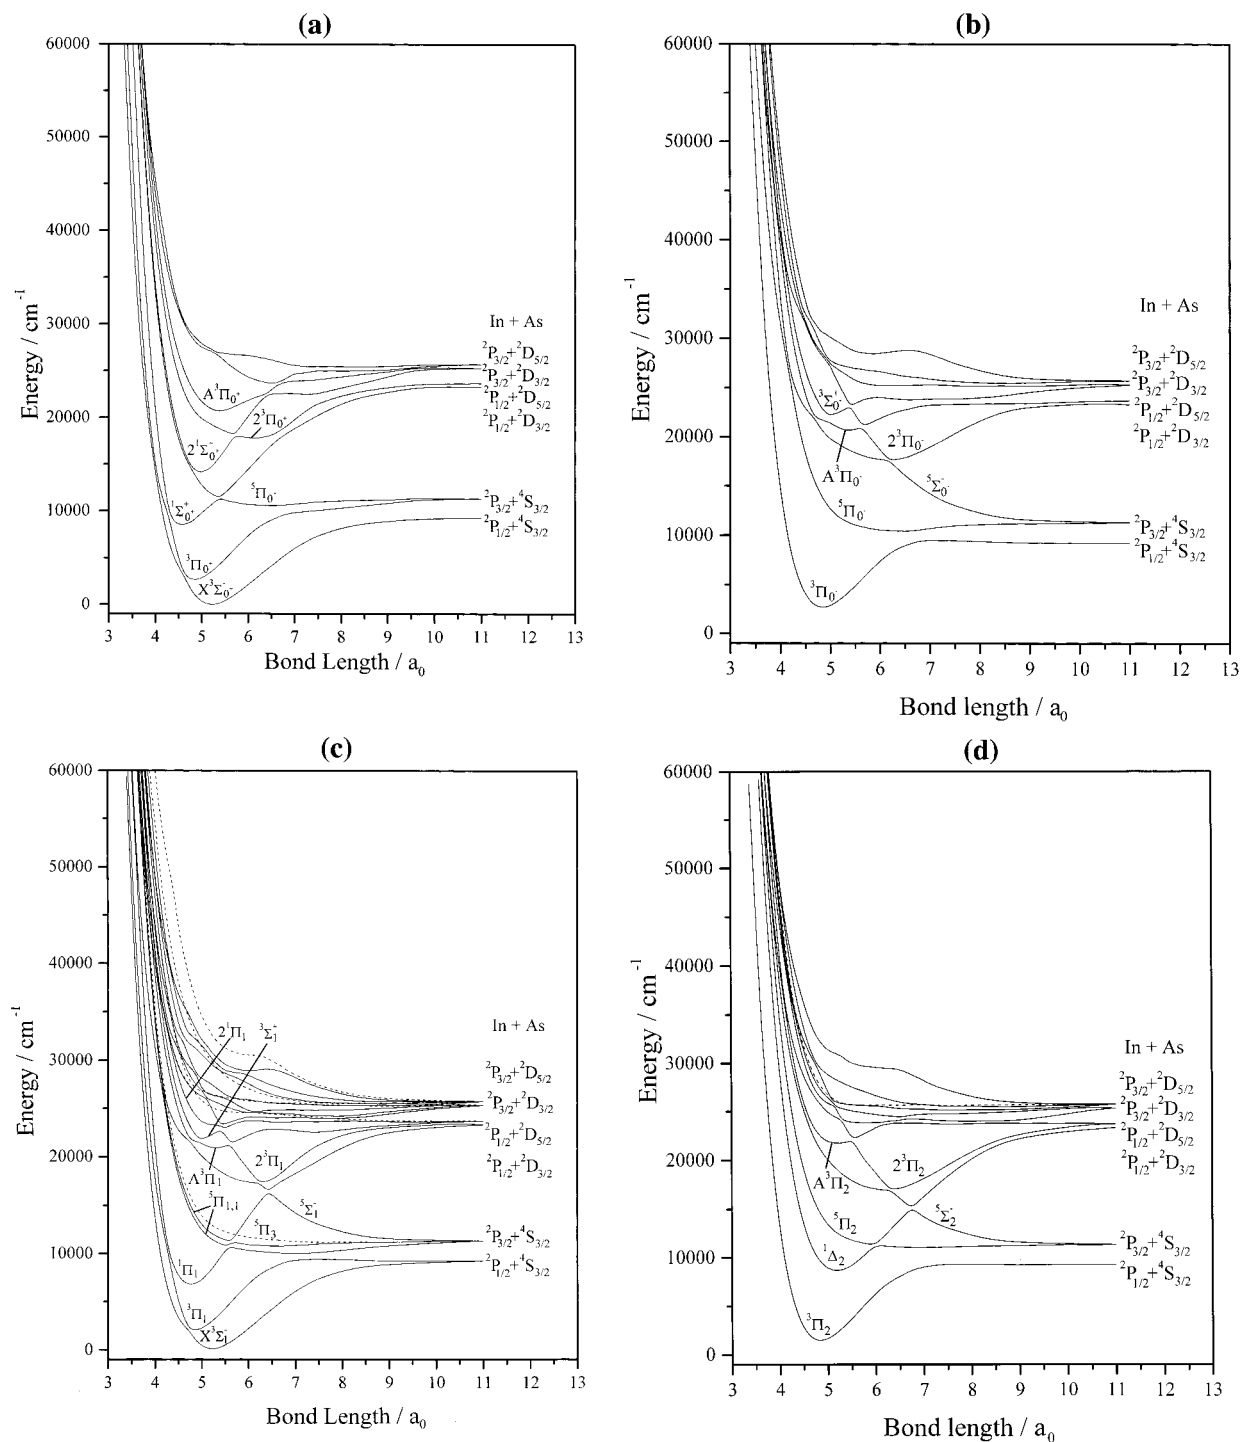 (a)
60000
50000
40000
30000
20000
10000
0
Energy / cm⁻¹
In + As
²P₃/₂+²D₅/₂
²P₃/₂+²D₃/₂
²P₁/₂+²D₅/₂
²P₁/₂+²D₃/₂
A³Π₀⁺
2³Π₀⁺
2¹Σ₀⁺⁺
⁵Π₀⁻
¹Σ₀⁺⁺
²P₃/₂+⁴S₃/₂
²P₁/₂+⁴S₃/₂
³Π₀⁻
X³Σ₀⁻⁻
3 4 5 6 7 8 9 10 11 12 13
Bond Length / a₀
(b)
60000
50000
40000
30000
20000
10000
0
Energy / cm⁻¹
In + As
²P₃/₂+²D₅/₂
²P₃/₂+²D₃/₂
²P₁/₂+²D₅/₂
²P₁/₂+²D₃/₂
³Σ₀⁻⁺
2³Π₀⁻
A³Π₀⁻
⁵Σ₀⁻⁻
⁵Π₀⁻
²P₃/₂+⁴S₃/₂
²P₁/₂+⁴S₃/₂
³Π₀⁻
3 4 5 6 7 8 9 10 11 12 13
Bond length / a₀
(c)
60000
50000
40000
30000
20000
10000
0
Energy / cm⁻¹
2¹Π₁
³Σ₁⁺
In + As
²P₃/₂+²D₅/₂
²P₃/₂+²D₃/₂
²P₁/₂+²D₅/₂
²P₁/₂+²D₃/₂
2³Π₁
A³Π₁
⁵Π₁,₁
⁵Σ₁⁻
⁵Π₃
²P₃/₂+⁴S₃/₂
²P₁/₂+⁴S₃/₂
¹Π₁
³Π₁
X³Σ₁⁻
3 4 5 6 7 8 9 10 11 12 13
Bond Length / a₀
(d)
60000
50000
40000
30000
20000
10000
0
Energy / cm⁻¹
In + As
²P₃/₂+²D₅/₂
²P₃/₂+²D₃/₂
²P₁/₂+²D₅/₂
²P₁/₂+²D₃/₂
2³Π₂
A³Π₂
⁵Σ₂⁻
⁵Π₂
¹Δ₂
²P₃/₂+⁴S₃/₂
²P₁/₂+⁴S₃/₂
³Π₂
3 4 5 6 7 8 9 10 11 12 13
Bond length / a₀